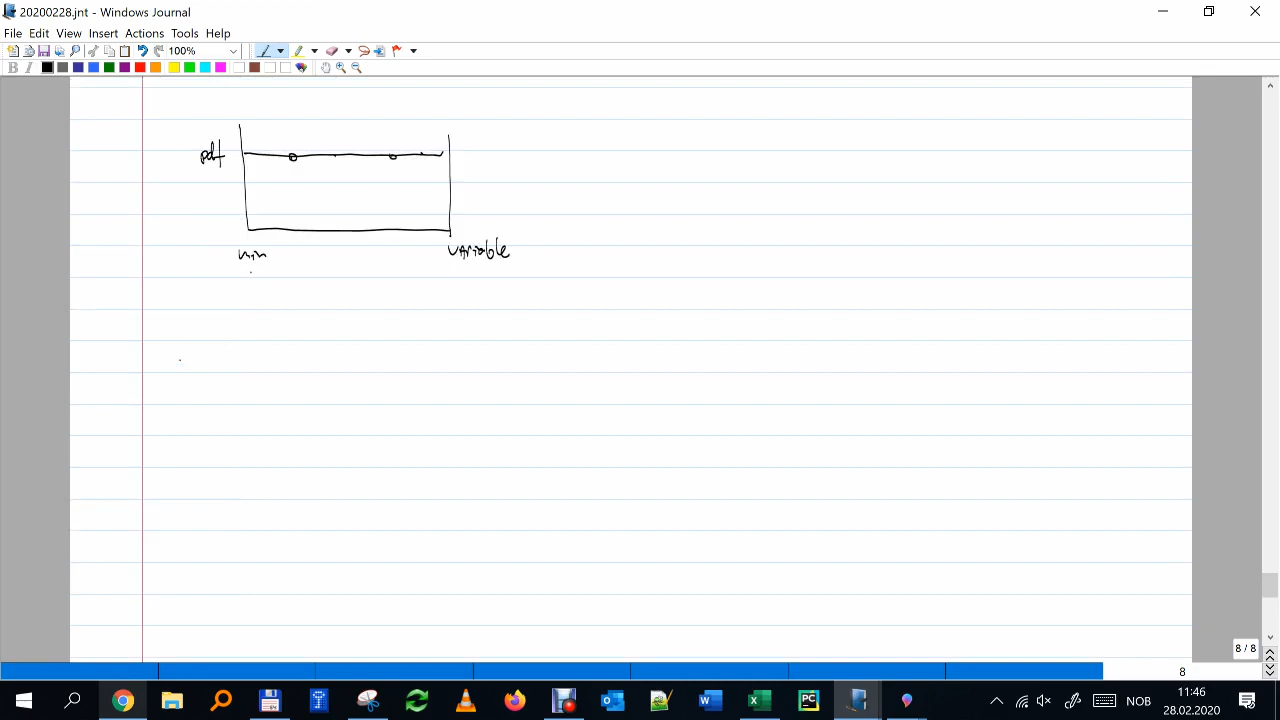 20200228.jnt - Windows Journal
File Edit View Insert Actions Tools Help
100%
B I
pdf
min
variable
8 / 8
8
NOB
11:46
28.02.2020